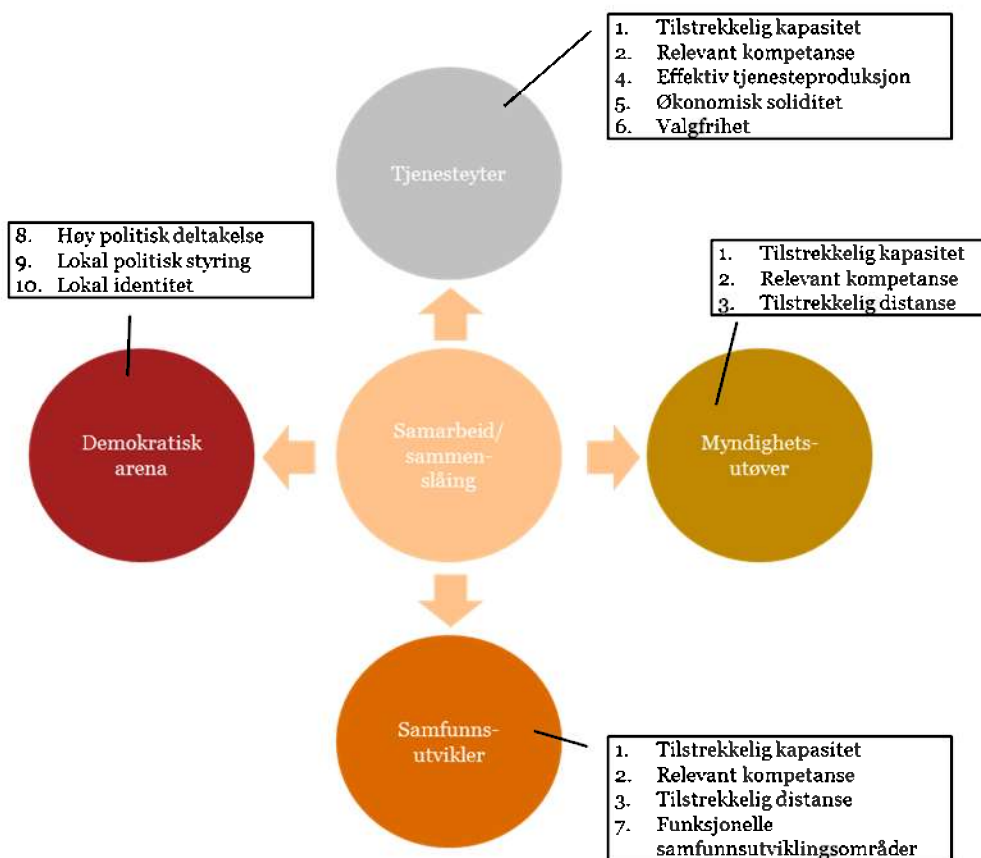 1. Tilstrekkelig kapasitet
2. Relevant kompetanse
4. Effektiv tjenesteproduksjon
5. Økonomisk soliditet
6. Valgfrihet
Tjenesteyter
8. Høy politisk deltakelse
9. Lokal politisk styring
10. Lokal identitet
1. Tilstrekkelig kapasitet
2. Relevant kompetanse
3. Tilstrekkelig distanse
Demokratisk
arena
Samarbeid/
sammen-
slåing
Myndighets-
utøver
Samfunns-
utvikler
1. Tilstrekkelig kapasitet
2. Relevant kompetanse
3. Tilstrekkelig distanse
7. Funksjonelle
samfunnsutviklingsområder